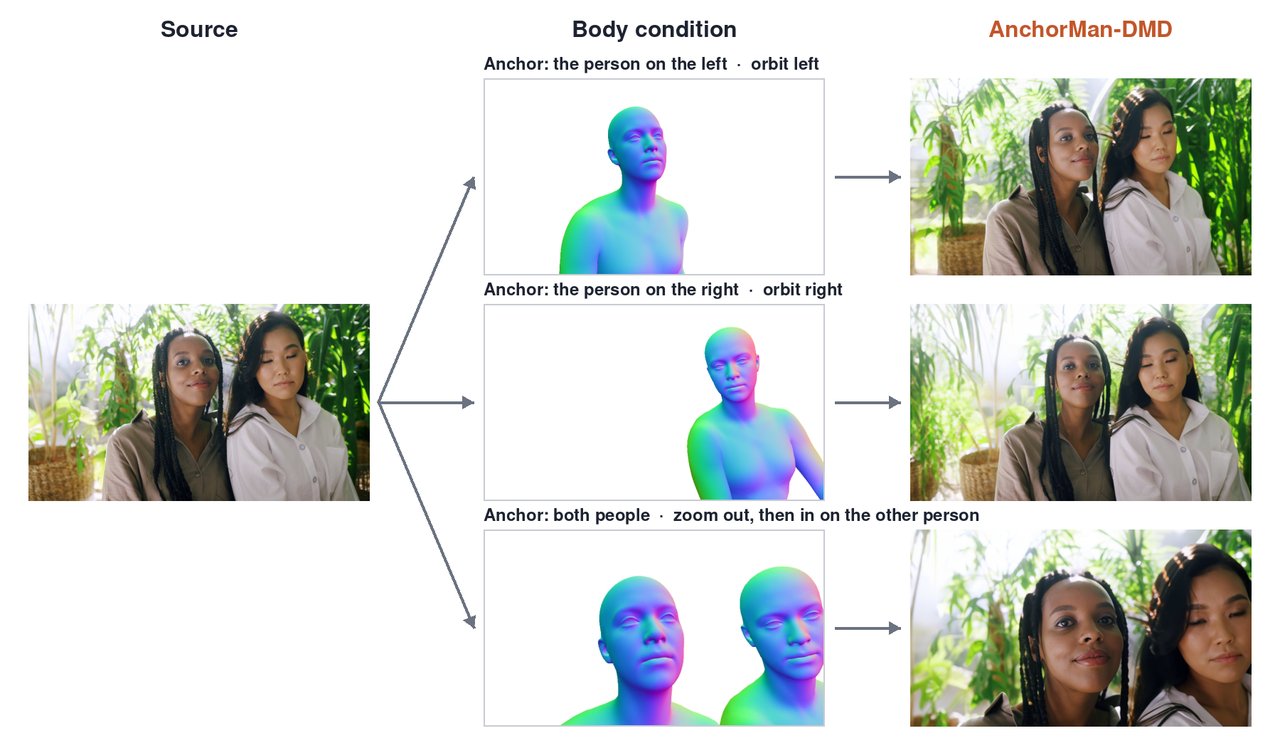 Source
Body condition
AnchorMan-DMD
Anchor: the person on the left · orbit left
Anchor: the person on the right · orbit right
Anchor: both people · zoom out, then in on the other person